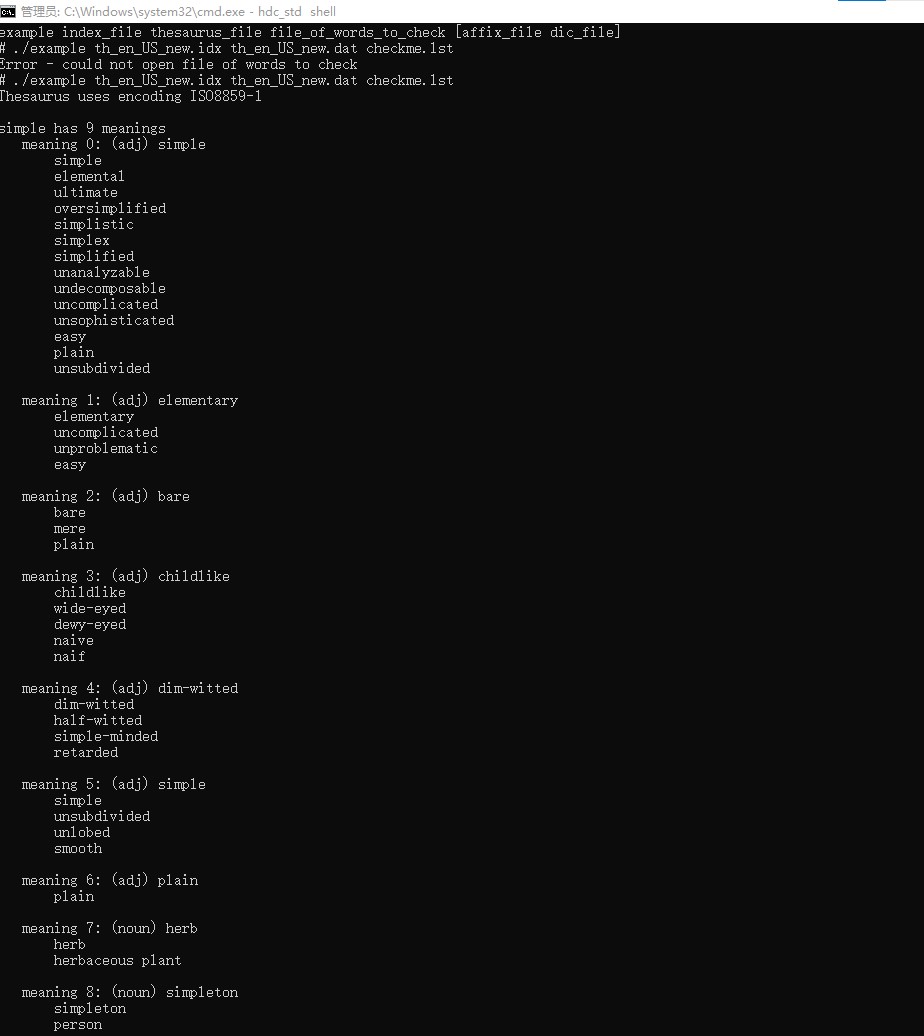 管理员: C:\Windows\system32\cmd.exe - hdc_std  shell
example index_file thesaurus_file file_of_words_to_check [affix_file dic_file]
# ./example th_en_US_new.idx th_en_US_new.dat checkme.lst
Error - could not open file of words to check
# ./example th_en_US_new.idx th_en_US_new.dat checkme.lst
Thesaurus uses encoding ISO8859-1
simple has 9 meanings
meaning 0: (adj) simple
simple
elemental
ultimate
oversimplified
simplistic
simplex
simplified
unanalyzable
undecomposable
uncomplicated
unsophisticated
easy
plain
unsubdivided
meaning 1: (adj) elementary
elementary
uncomplicated
unproblematic
easy
meaning 2: (adj) bare
bare
mere
plain
meaning 3: (adj) childlike
childlike
wide-eyed
dewy-eyed
naive
naif
meaning 4: (adj) dim-witted
dim-witted
half-witted
simple-minded
retarded
meaning 5: (adj) simple
simple
unsubdivided
unlobed
smooth
meaning 6: (adj) plain
plain
meaning 7: (noun) herb
herb
herbaceous plant
meaning 8: (noun) simpleton
simpleton
person